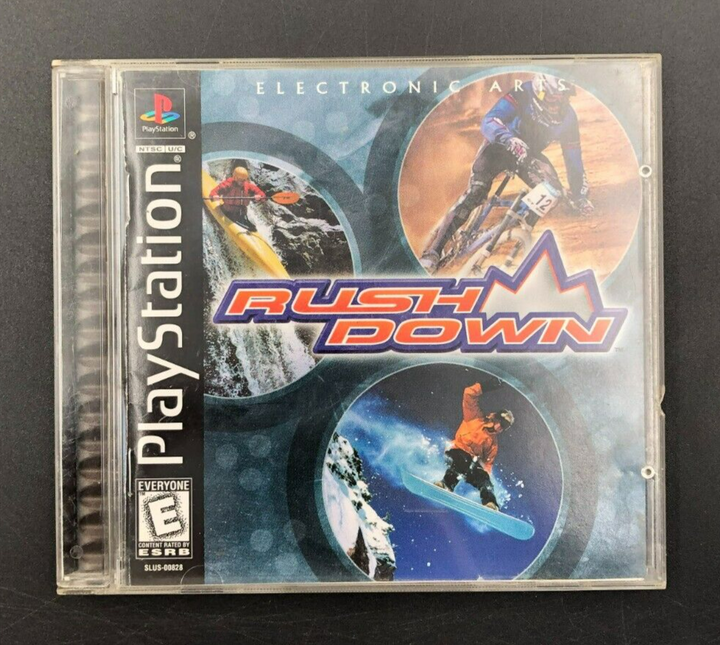 ELECTRONIC ARTS
PlayStation
®
NTSC U/C
PlayStation®
12
RUSH
DOWN
EVERYONE
E
CONTENT RATED BY
ESRB
SLUS-00828